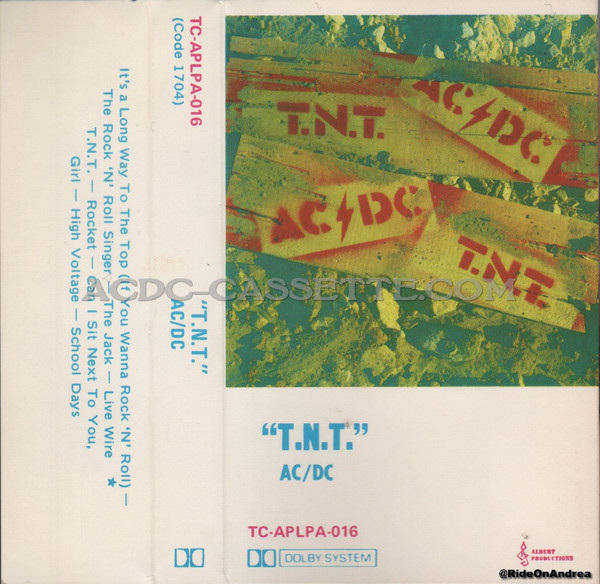 It's a Long Way To The Top (If You Wanna Rock 'N' Roll) —
The Rock 'N' Roll Singer — The Jack — Live Wire ★
T.N.T. — Rocket — Can I Sit Next To You,
Girl — High Voltage — School Days
TC-APLPA-016
(Code 1704)
"T.N.T."
AC/DC
AC/DC
T.N.T.
AC/DC
T.N.T.
ACDC-CASSETTE.COM
"T.N.T."
AC/DC
TC-APLPA-016
DOLBY SYSTEM
ALBERT
PRODUCTIONS
@RideOnAndrea